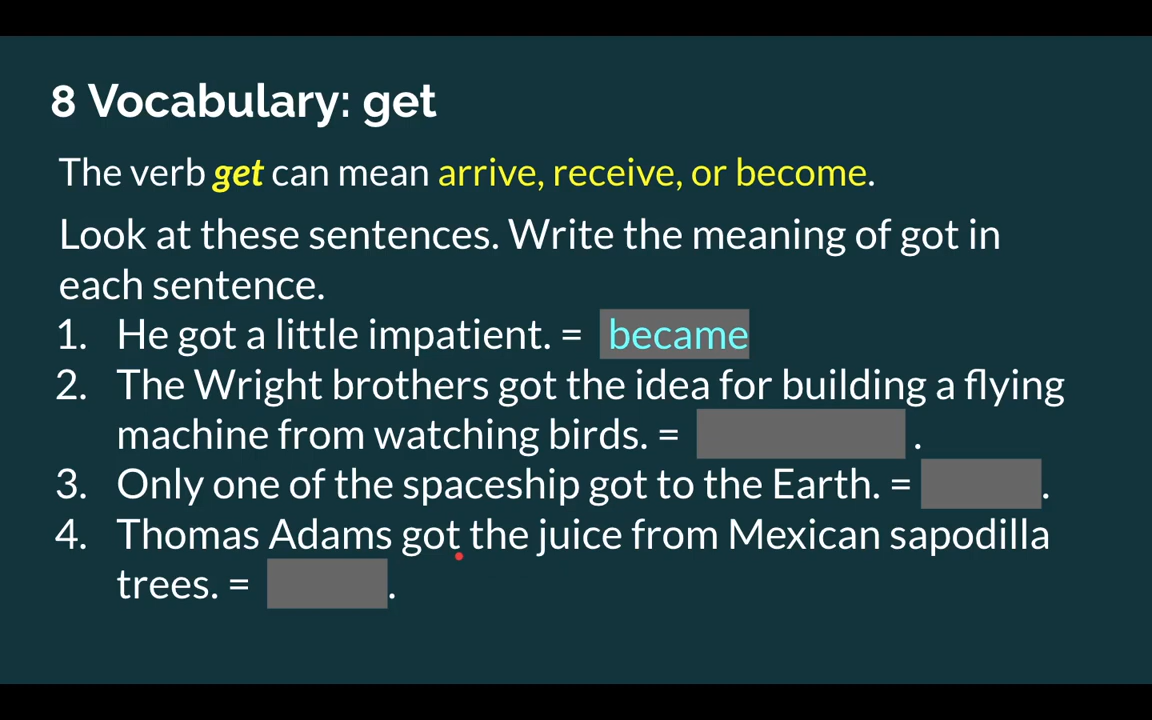 8 Vocabulary: get
The verb get can mean arrive, receive, or become.
Look at these sentences. Write the meaning of got in
each sentence.
1. He got a little impatient. = became
2. The Wright brothers got the idea for building a flying
machine from watching birds. = .
3. Only one of the spaceship got to the Earth. = .
4. Thomas Adams got the juice from Mexican sapodilla
trees. = .